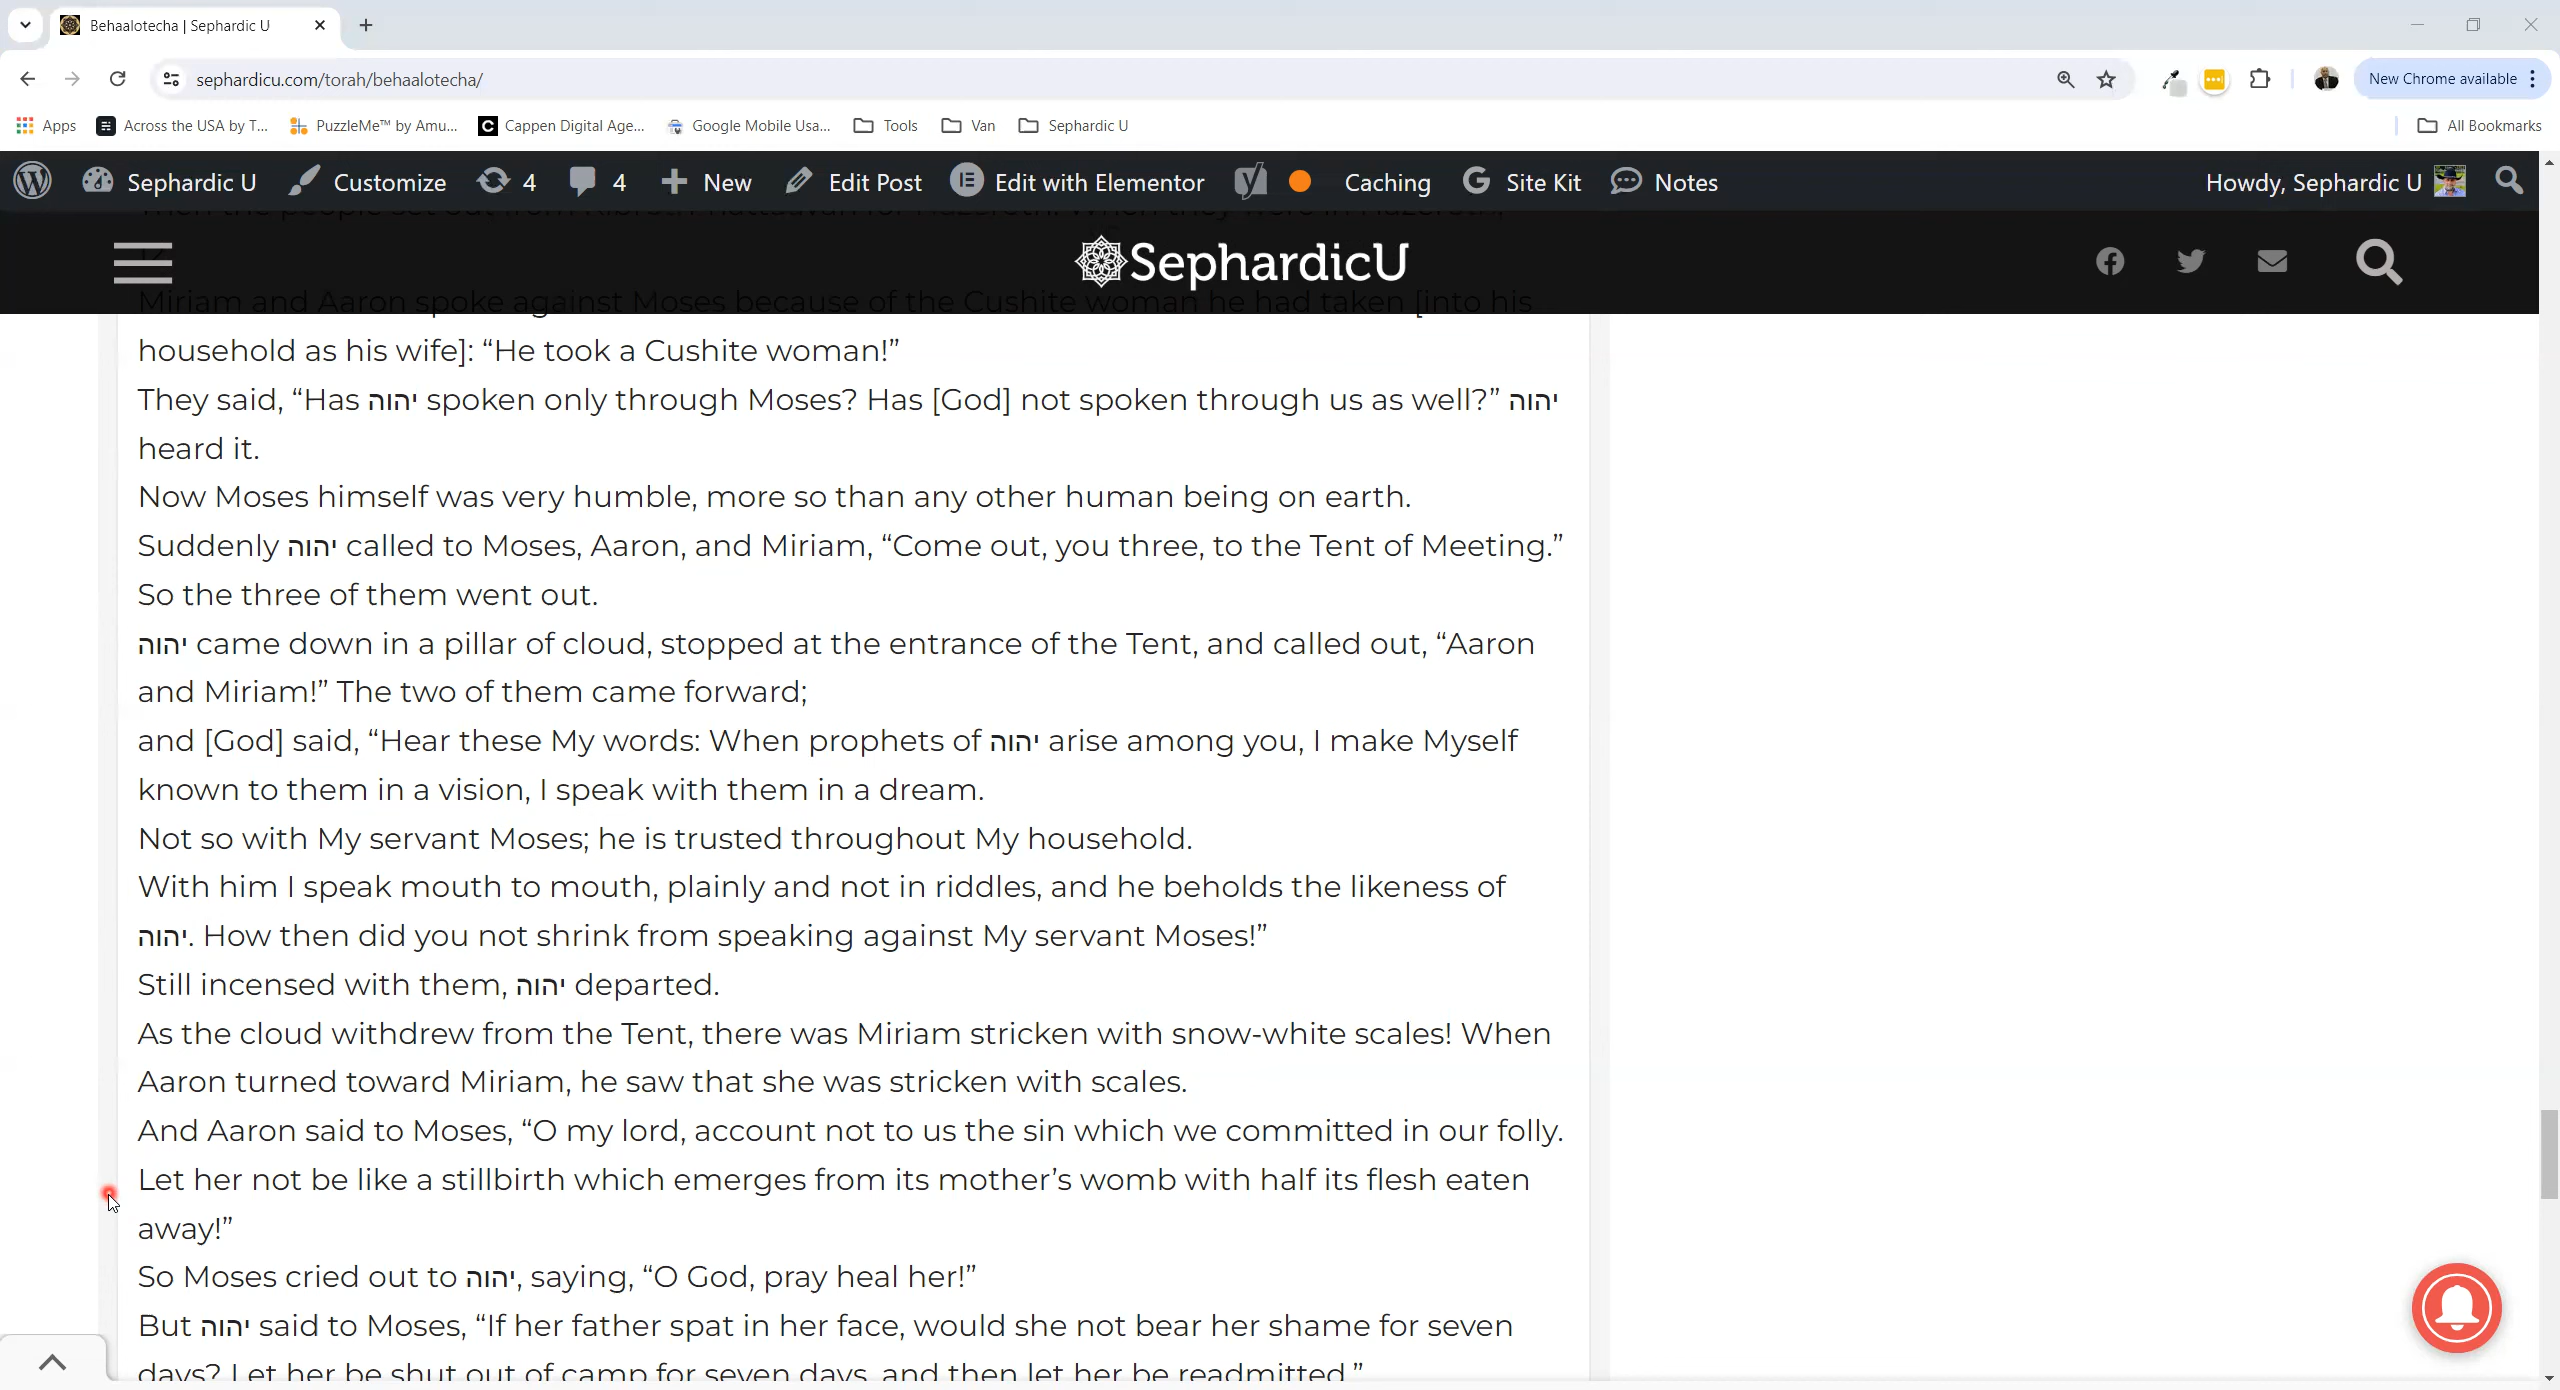 Behaalotecha | Sephardic U
sephardicu.com/torah/behaalotecha/
New Chrome available
Apps
Across the USA by T...
PuzzleMe™ by Amu...
Cappen Digital Age...
Google Mobile Usa...
Tools
Van
Sephardic U
All Bookmarks
Sephardic U
Customize
4
4
New
Edit Post
Edit with Elementor
Caching
Site Kit
Notes
Howdy, Sephardic U
SephardicU
Miriam and Aaron spoke against Moses because of the Cushite woman he had taken [into his
household as his wife]: “He took a Cushite woman!”
They said, “Has יהוה spoken only through Moses? Has [God] not spoken through us as well?” יהוה
heard it.
Now Moses himself was very humble, more so than any other human being on earth.
Suddenly יהוה called to Moses, Aaron, and Miriam, “Come out, you three, to the Tent of Meeting.”
So the three of them went out.
יהוה came down in a pillar of cloud, stopped at the entrance of the Tent, and called out, “Aaron
and Miriam!” The two of them came forward;
and [God] said, “Hear these My words: When prophets of יהוה arise among you, I make Myself
known to them in a vision, I speak with them in a dream.
Not so with My servant Moses; he is trusted throughout My household.
With him I speak mouth to mouth, plainly and not in riddles, and he beholds the likeness of
יהוה. How then did you not shrink from speaking against My servant Moses!”
Still incensed with them, יהוה departed.
As the cloud withdrew from the Tent, there was Miriam stricken with snow-white scales! When
Aaron turned toward Miriam, he saw that she was stricken with scales.
And Aaron said to Moses, “O my lord, account not to us the sin which we committed in our folly.
Let her not be like a stillbirth which emerges from its mother’s womb with half its flesh eaten
away!”
So Moses cried out to יהוה, saying, “O God, pray heal her!”
But יהוה said to Moses, “If her father spat in her face, would she not bear her shame for seven
days? Let her be shut out of camp for seven days, and then let her be readmitted.”